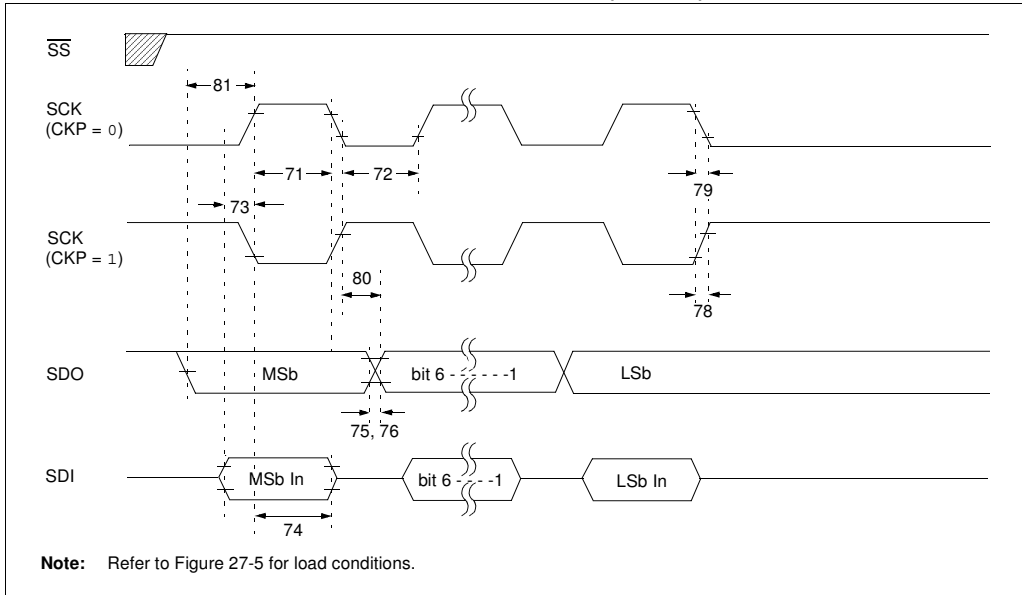 SS
81
SCK
(CKP = 0)
71
72
79
73
SCK
(CKP = 1)
80
78
SDO
MSb
bit 6 - - - - - -1
LSb
75, 76
SDI
MSb In
bit 6 - - - -1
LSb In
74
Note: Refer to Figure 27-5 for load conditions.